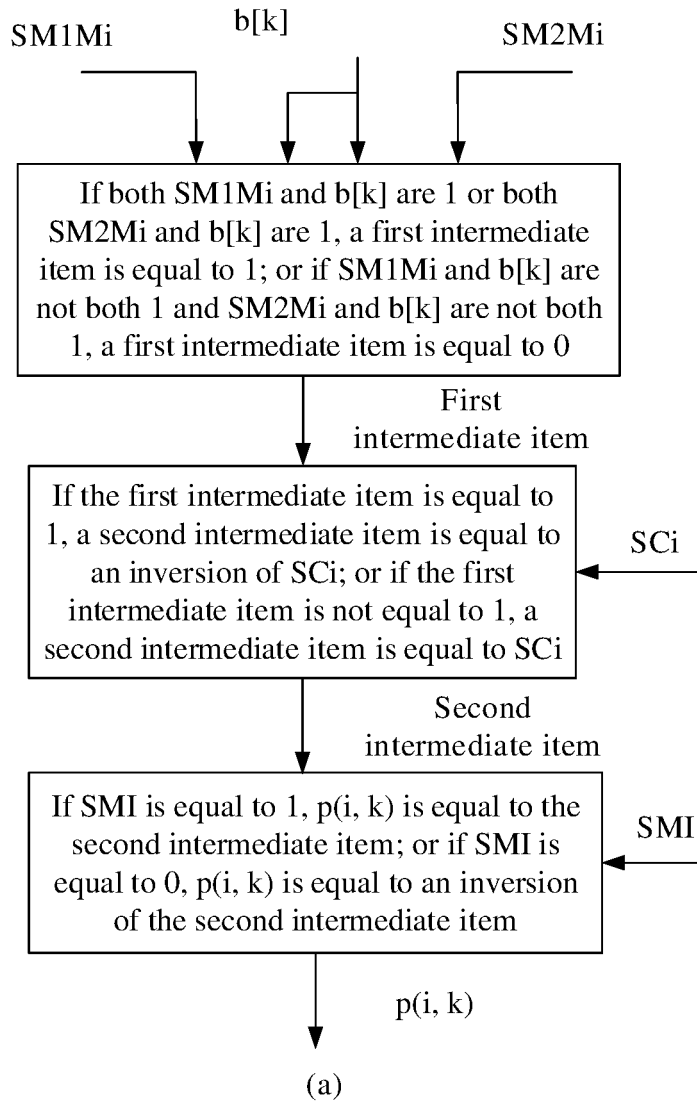 SM1Mi
b[k]
SM2Mi
If both SM1Mi and b[k] are 1 or both
SM2Mi and b[k] are 1, a first intermediate
item is equal to 1; or if SM1Mi and b[k] are
not both 1 and SM2Mi and b[k] are not both
1, a first intermediate item is equal to 0
First
intermediate item
If the first intermediate item is equal to
1, a second intermediate item is equal to
an inversion of SCi; or if the first
intermediate item is not equal to 1, a
second intermediate item is equal to SCi
SCi
Second
intermediate item
If SMI is equal to 1, p(i, k) is equal to the
second intermediate item; or if SMI is
equal to 0, p(i, k) is equal to an inversion
of the second intermediate item
SMI
p(i, k)
(a)